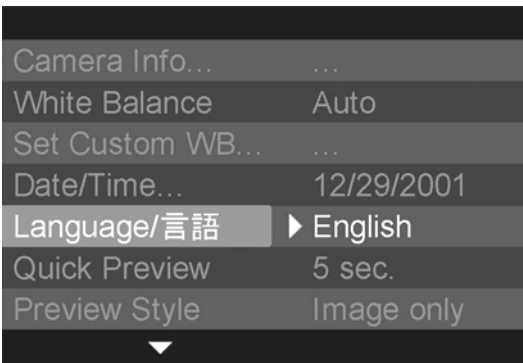 Camera Info... ...
White Balance Auto
Set Custom WB... ...
Date/Time... 12/29/2001
Language/言語 English
Quick Preview 5 sec.
Preview Style Image only